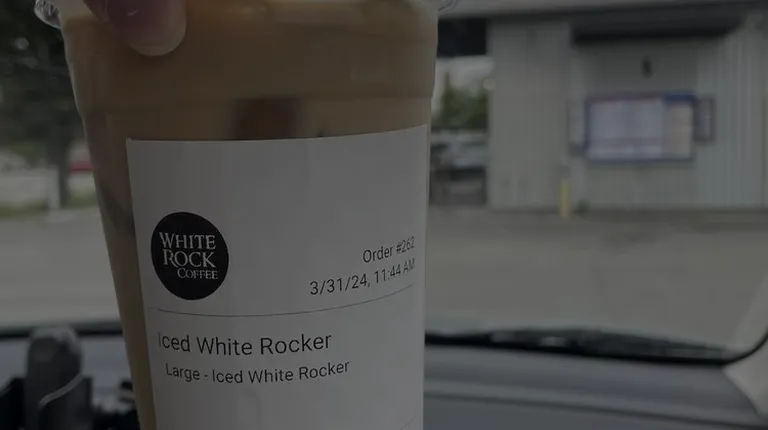 WHITE
ROCK
COFFEE
Order #262
3/31/24, 11:44 AM
Iced White Rocker
Large - Iced White Rocker